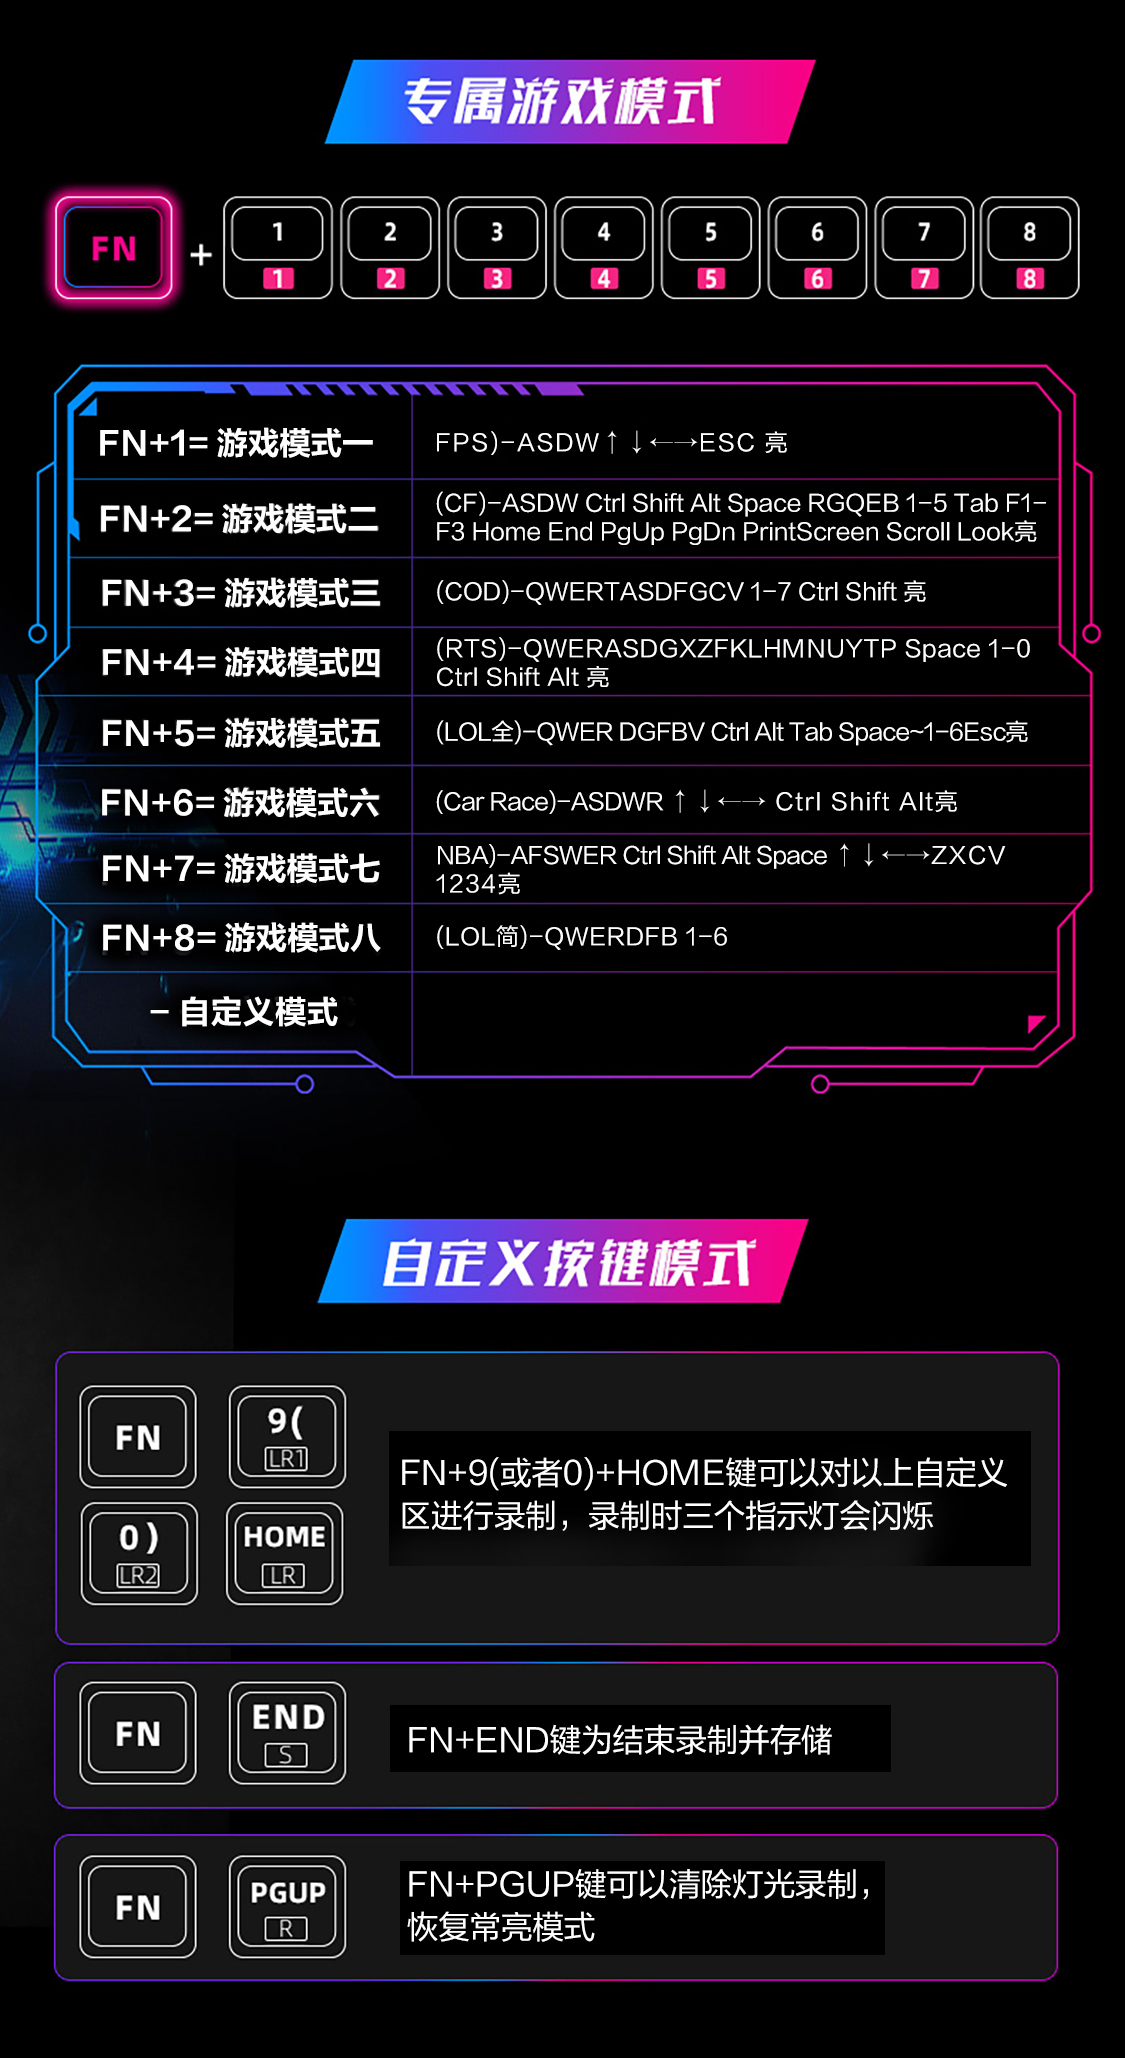 专属游戏模式
FN + 1 2 3 4 5 6 7 8
1 2 3 4 5 6 7 8
FN+1= 游戏模式一
FPS)-ASDW↑ ↓←→ESC 亮
FN+2= 游戏模式二
(CF)-ASDW Ctrl Shift Alt Space RGQEB 1-5 Tab F1-
F3 Home End PgUp PgDn PrintScreen Scroll Look亮
FN+3= 游戏模式三
(COD)-QWERTASDFGCV 1-7 Ctrl Shift 亮
FN+4= 游戏模式四
(RTS)-QWERASDGXZFKLHMNUYTP Space 1-0
Ctrl Shift Alt 亮
FN+5= 游戏模式五
(LOL全)-QWER DGFBV Ctrl Alt Tab Space~1-6Esc亮
FN+6= 游戏模式六
(Car Race)-ASDWR ↑ ↓←→ Ctrl Shift Alt亮
FN+7= 游戏模式七
NBA)-AFSWER Ctrl Shift Alt Space ↑ ↓←→ZXCV
1234亮
FN+8= 游戏模式八
(LOL简)-QWERDFB 1-6
- 自定义模式
自定义按键模式
FN
9(
LR1
0)
LR2
HOME
LR
FN+9(或者0)+HOME键可以对以上自定义
区进行录制，录制时三个指示灯会闪烁
FN
END
S
FN+END键为结束录制并存储
FN
PGUP
R
FN+PGUP键可以清除灯光录制，
恢复常亮模式